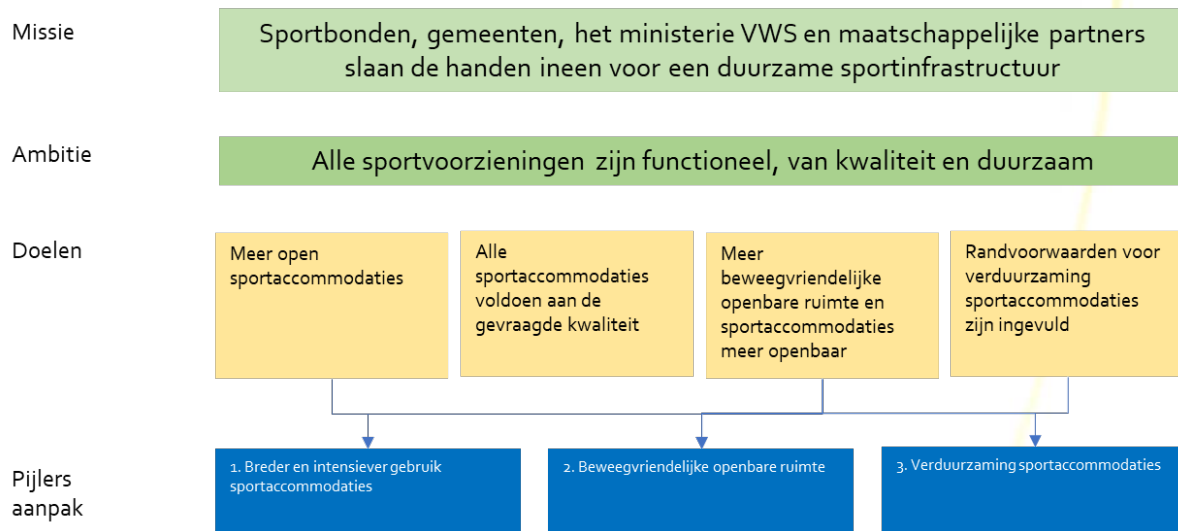 Missie
Sportbonden, gemeenten, het ministerie VWS en maatschappelijke partners
slaan de handen ineen voor een duurzame sportinfrastructuur
Ambitie
Alle sportvoorzieningen zijn functioneel, van kwaliteit en duurzaam
Doelen
Meer open
sportaccommodaties
Alle
sportaccommodaties
voldoen aan de
gevraagde kwaliteit
Meer
beweegvriendelijke
openbare ruimte en
sportaccommodaties
meer openbaar
Randvoorwaarden voor
verduurzaming
sportaccommodaties
zijn ingevuld
Pijlers
aanpak
1. Breder en intensiever gebruik
sportaccommodaties
2. Beweegvriendelijke openbare ruimte
3. Verduurzaming sportaccommodaties